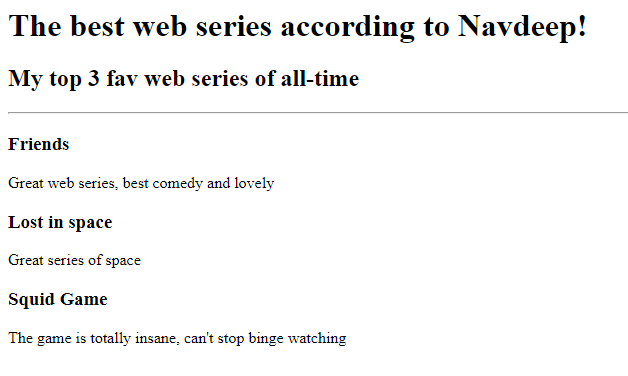 The best web series according to Navdeep!
My top 3 fav web series of all-time
Friends
Great web series, best comedy and lovely
Lost in space
Great series of space
Squid Game
The game is totally insane, can't stop binge watching